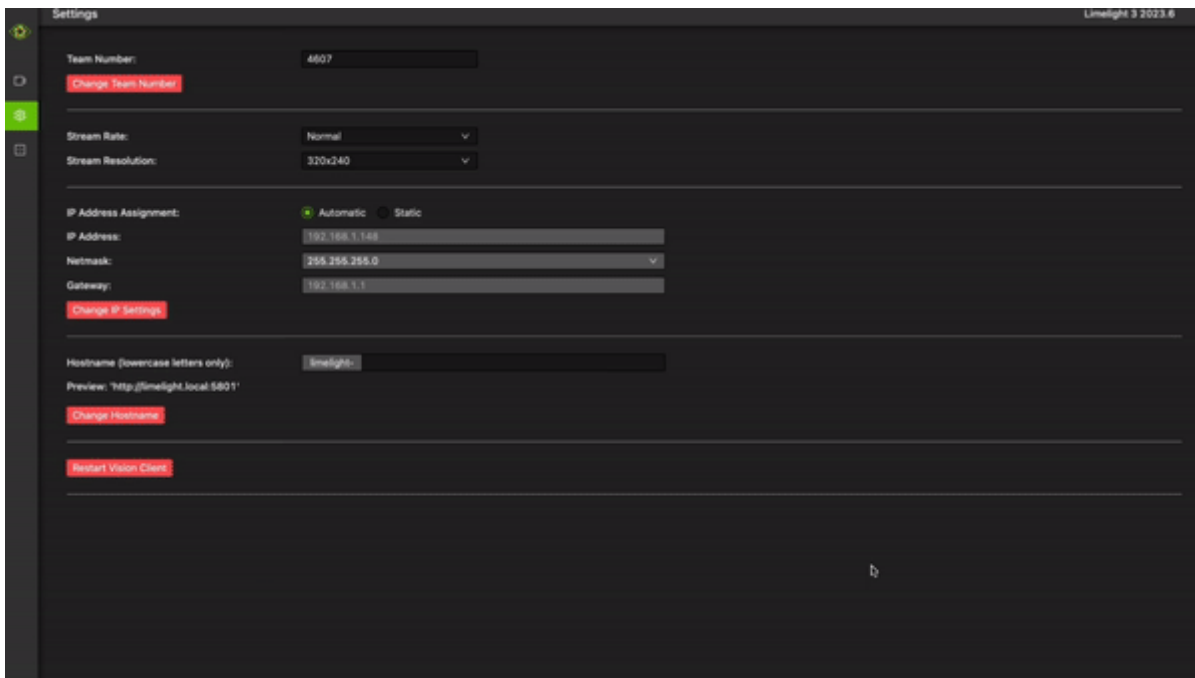 Settings Limelight 3 2023.6
Team Number: 4607
Change Team Number
Stream Rate: Normal
Stream Resolution: 320x240
IP Address Assignment: Automatic Static
IP Address: 192.168.1.148
Netmask: 255.255.255.0
Gateway: 192.168.1.1
Change IP Settings
Hostname (lowercase letters only): limelight-
Preview: 'http://limelight.local:5801'
Change Hostname
Restart Vision Client